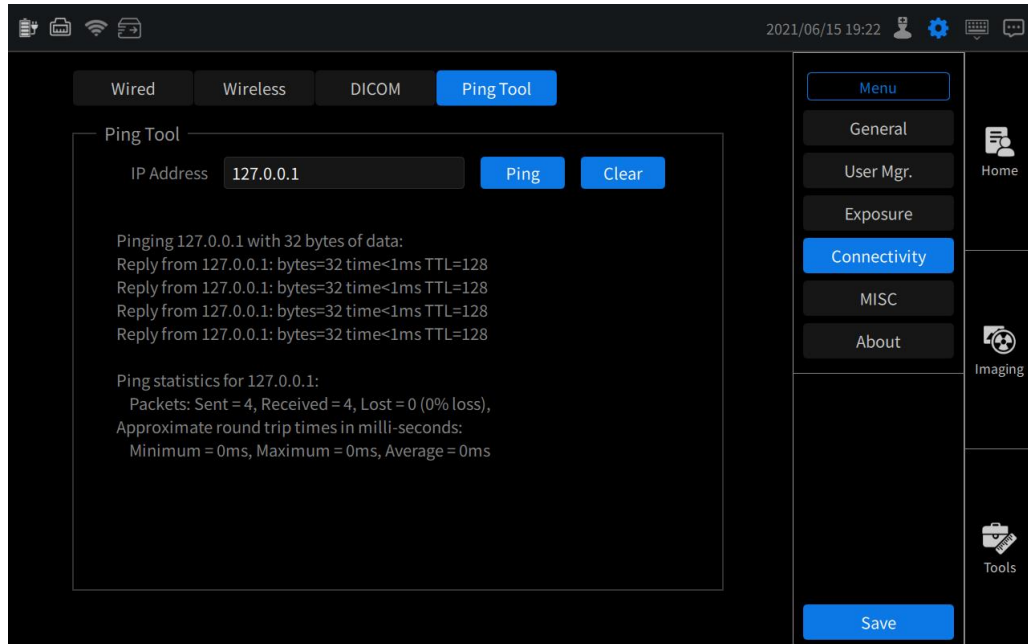 2021/06/15 19:22
Wired
Wireless
DICOM
Ping Tool
Ping Tool
IP Address
127.0.0.1
Ping
Clear
Pinging 127.0.0.1 with 32 bytes of data:
Reply from 127.0.0.1: bytes=32 time<1ms TTL=128
Reply from 127.0.0.1: bytes=32 time<1ms TTL=128
Reply from 127.0.0.1: bytes=32 time<1ms TTL=128
Reply from 127.0.0.1: bytes=32 time<1ms TTL=128
Ping statistics for 127.0.0.1:
Packets: Sent = 4, Received = 4, Lost = 0 (0% loss),
Approximate round trip times in milli-seconds:
Minimum = 0ms, Maximum = 0ms, Average = 0ms
Menu
General
User Mgr.
Exposure
Connectivity
MISC
About
Save
Home
Imaging
Tools